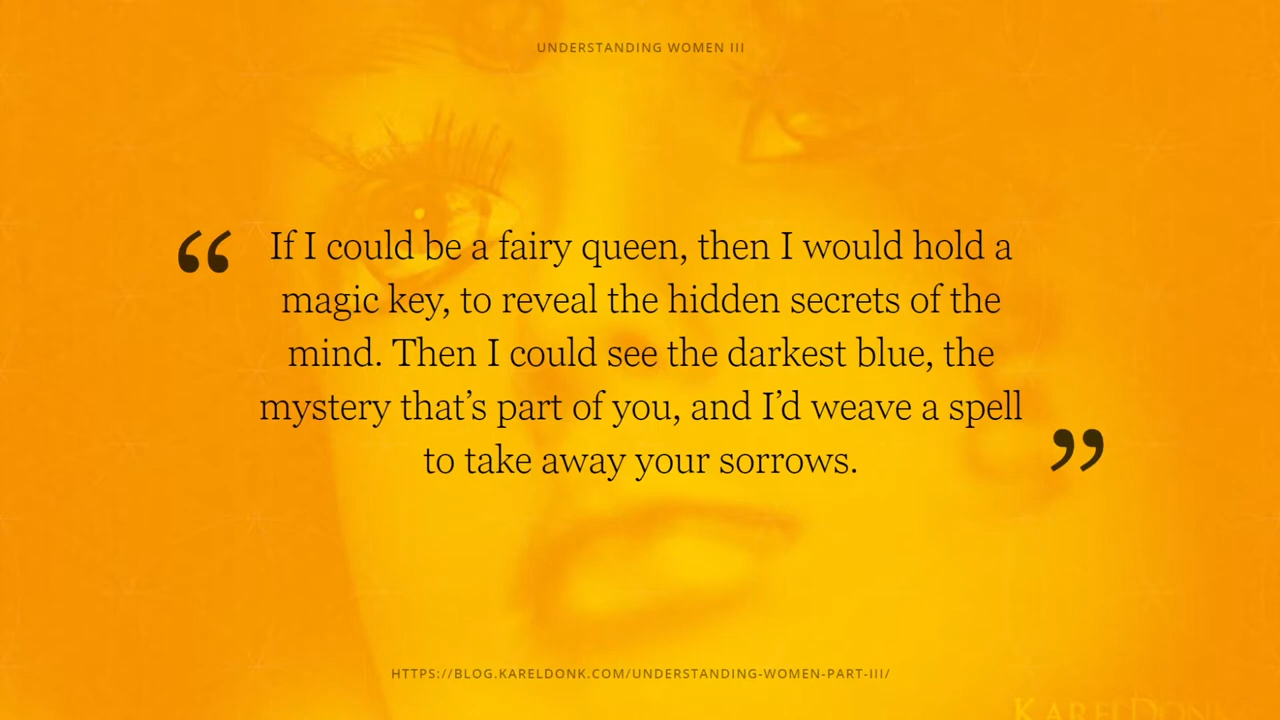 UNDERSTANDING WOMEN III
“ If I could be a fairy queen, then I would hold a
magic key, to reveal the hidden secrets of the
mind. Then I could see the darkest blue, the
mystery that’s part of you, and I’d weave a spell
to take away your sorrows. ”
HTTPS://BLOG.KARELDONK.COM/UNDERSTANDING-WOMEN-PART-III/
KARELDONK